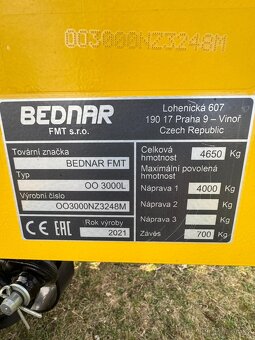 OO3000NZ3248M
BEDNAR
FMT s.r.o.
Lohenická 607
190 17 Praha 9 – Vinoř
Czech Republic
Tovární značka
BEDNAR FMT
Typ
OO 3000L
Výrobní číslo
OO3000NZ3248M
CE EAC
Rok výroby
2021
Celková hmotnost 4650 Kg
Maximální povolená hmotnost
Náprava 1 4000 Kg
Náprava 2 Kg
Náprava 3 Kg
Závěs 700 Kg